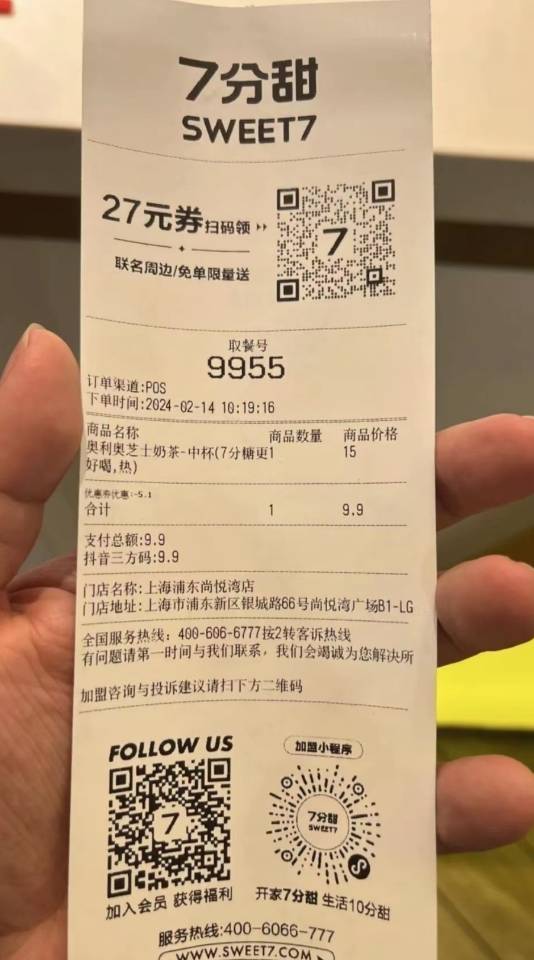 7分甜
SWEET7
27元券扫码领
联名周边/免单限量送
7
取餐号
9955
订单渠道:POS
下单时间:2024-02-14 10:19:16
商品名称 商品数量 商品价格
奥利奥芝士奶茶-中杯(7分糖更1 15
好喝,热)
优惠券优惠:-5.1
合计 1 9.9
支付总额:9.9
抖音三方码:9.9
门店名称:上海浦东尚悦湾店
门店地址:上海市浦东新区银城路66号尚悦湾广场B1-LG
全国服务热线: 400-606-6777按2转客诉热线
有问题请第一时间与我们联系, 我们会竭诚为您解决所
加盟咨询与投诉建议请扫下方二维码
FOLLOW US
加盟小程序
7
7分甜
SWEET7
加入会员 获得福利
开家7分甜 生活10分甜
服务热线:400-6066-777
WWW.SWEET7.COM